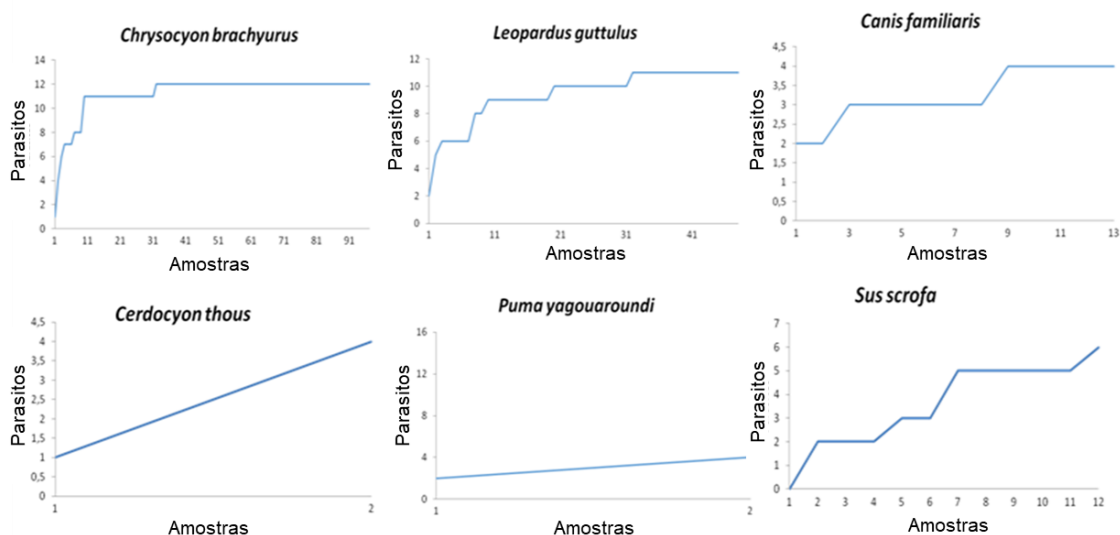 Chrysocyon brachyurus
Parasitos
14
12
10
8
6
4
2
0
1 11 21 31 41 51 61 71 81 91
Amostras
Leopardus guttulus
Parasitos
12
10
8
6
4
2
0
1 11 21 31 41
Amostras
Canis familiaris
Parasitos
4,5
4
3,5
3
2,5
2
1,5
1
0,5
0
1 3 5 7 9 11 13
Amostras
Cerdocyon thous
Parasitos
4,5
4
3,5
3
2,5
2
1,5
1
0,5
0
1 2
Amostras
Puma yagouaroundi
Parasitos
16
12
8
4
0
1 2
Amostras
Sus scrofa
Parasitos
7
6
5
4
3
2
1
0
1 2 3 4 5 6 7 8 9 10 11 12
Amostras